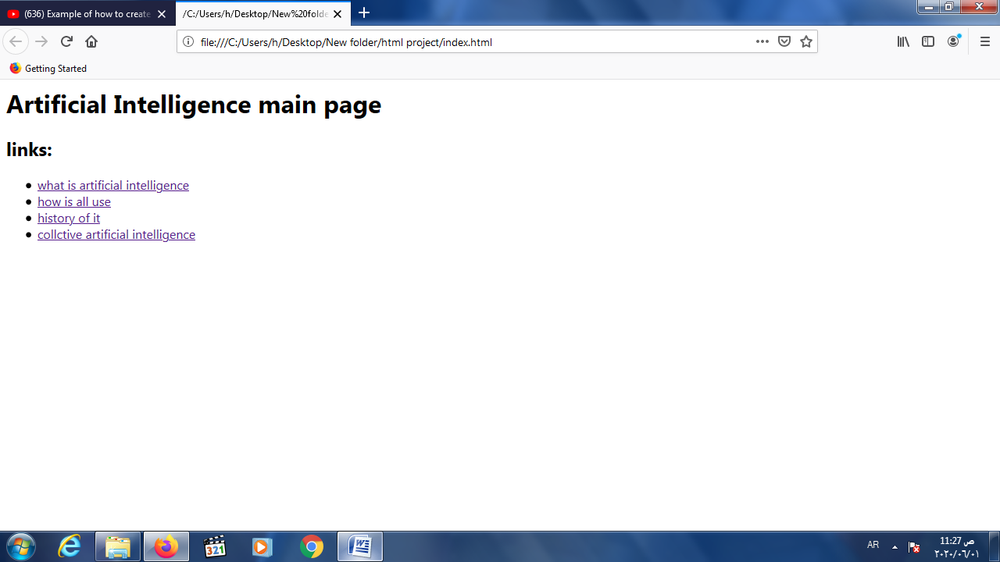 (636) Example of how to create
/C:/Users/h/Desktop/New%20folde
file:///C:/Users/h/Desktop/New folder/html project/index.html
Getting Started
Artificial Intelligence main page
links:
what is artificial intelligence
how is all use
history of it
collctive artificial intelligence
321
AR
11:27 ص
٢٠٢٠/٠٦/٠١